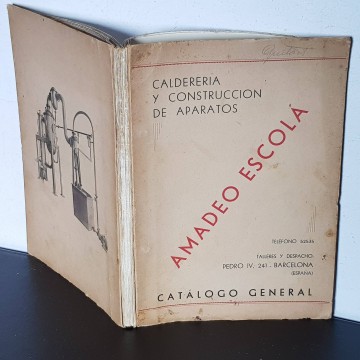 CALDERERIA
Y CONSTRUCCION
DE APARATOS
AMADEO ESCOLÁ
TALLERES Y DESPACHO:
PEDRO IV, 241 - BARCELONA
(ESPAÑA)
CATÁLOGO GENERAL